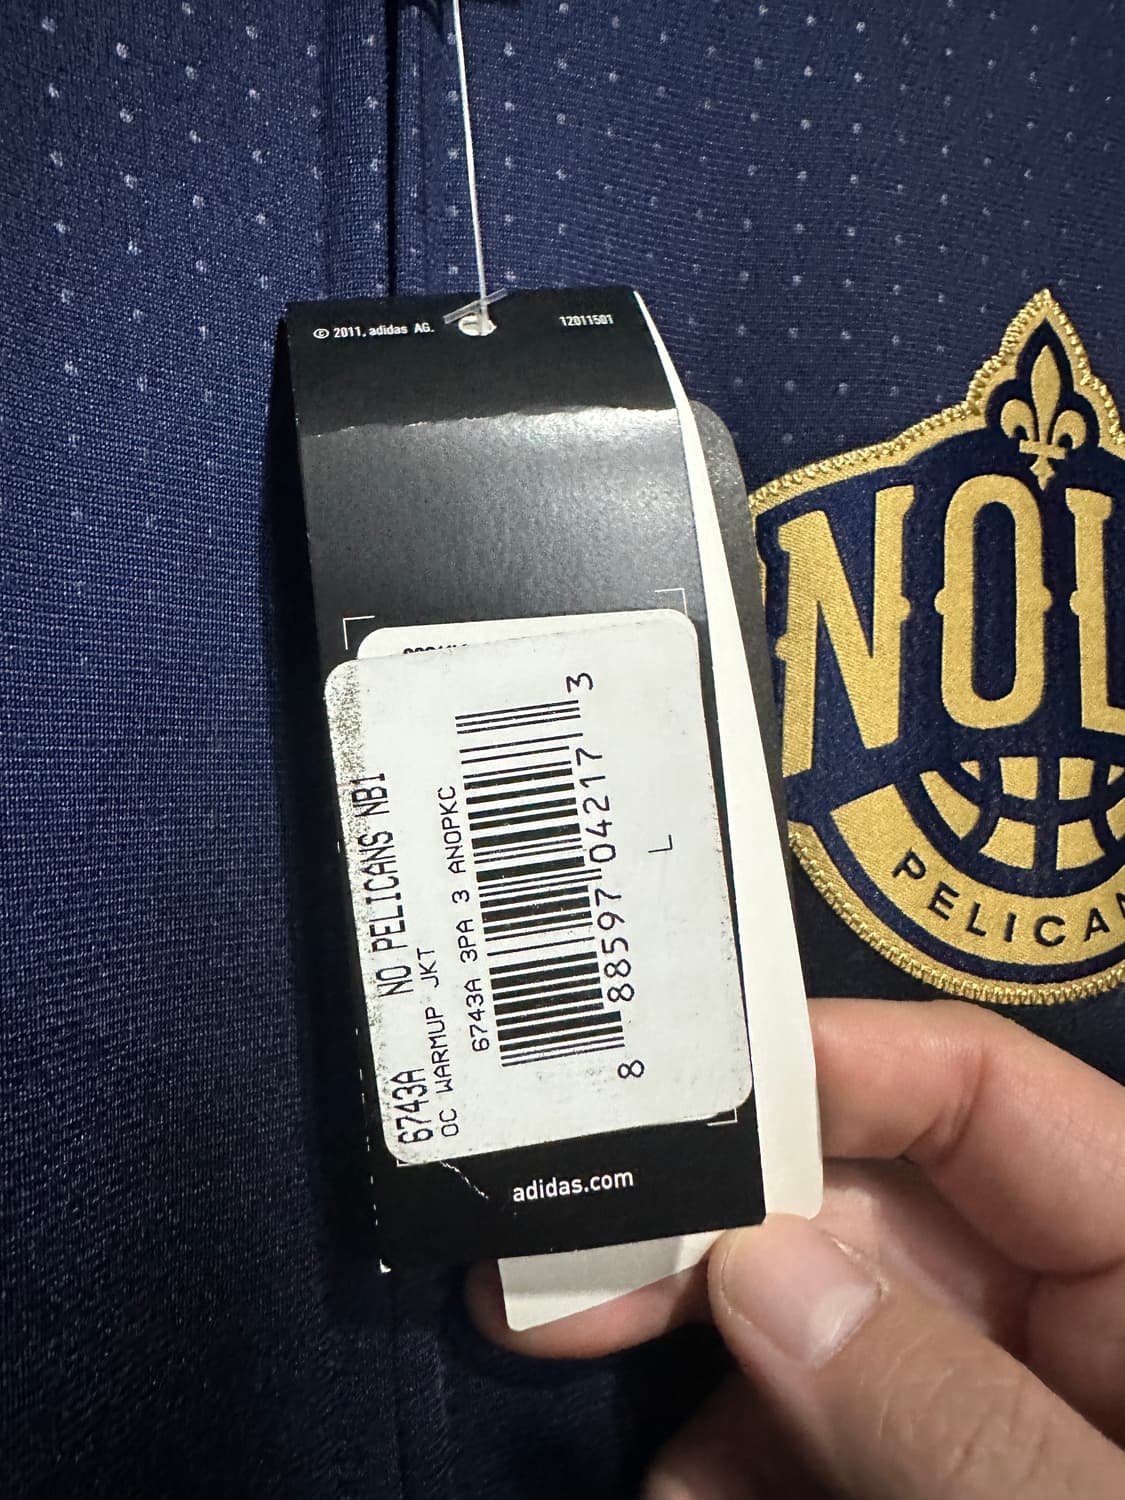 © 2011, adidas AG.
12011501
6743A NO PELICANS NB1
OC WARMUP JKT
6743A 3PA 3 ANOPKC
8 88597 04217 3
L
adidas.com
NOL
PELICAN